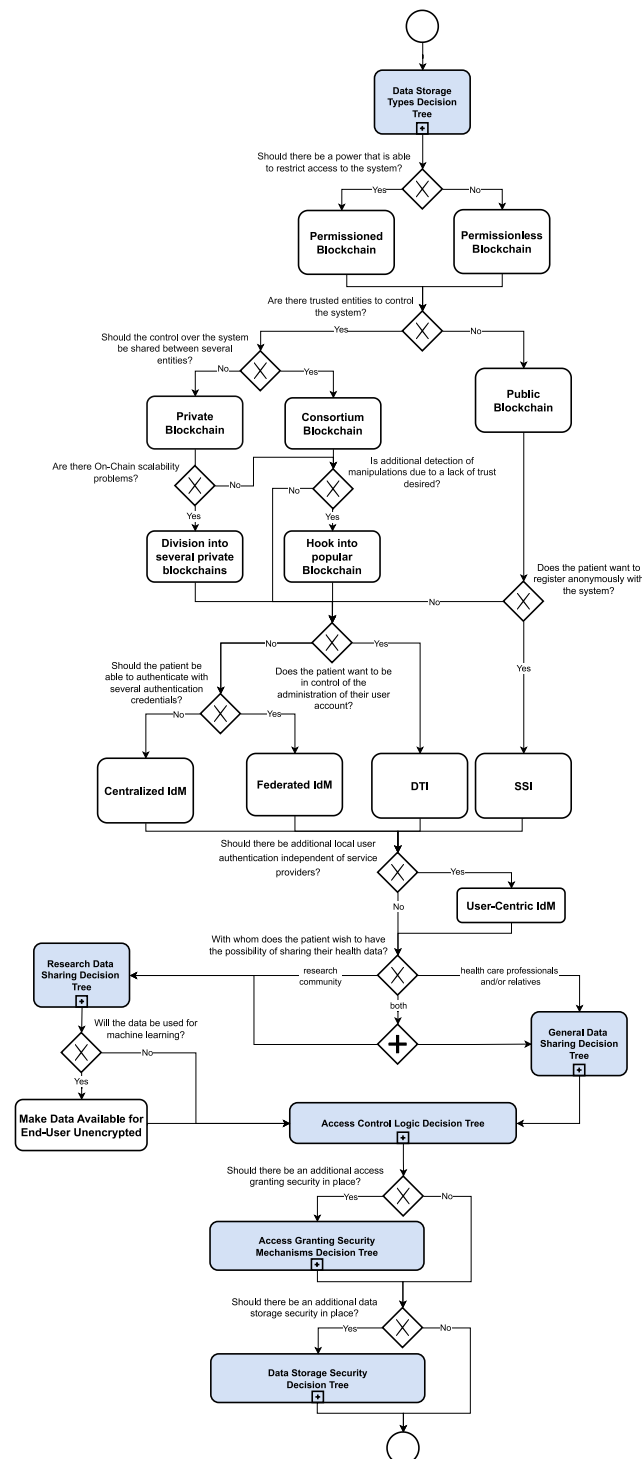 Data Storage
Types Decision
Tree
Should there be a power that is able
to restrict access to the system?
Yes
No
Permissioned
Blockchain
Permissionless
Blockchain
Are there trusted entities to control
the system?
Yes
No
Should the control over the system
be shared between several
entities?
No
Yes
Private
Blockchain
Consortium
Blockchain
Public
Blockchain
Are there On-Chain scalability
problems?
Is additional detection of
manipulations due to a lack of trust
desired?
No
No
Yes
Yes
Division into
several private
blockchains
Hook into
popular
Blockchain
Does the patient want to
register anonymously with
the system?
No
Yes
No
Yes
Does the patient want to be
in control of the
administration of their user
account?
Should the patient be
able to authenticate with
several authentication
credentials?
No
Yes
Centralized IdM
Federated IdM
DTI
SSI
Should there be additional local user
authentication independent of service
providers?
Yes
No
User-Centric IdM
With whom does the patient wish to have
the possibility of sharing their health data?
research
community
health care professionals
and/or relatives
both
Research Data
Sharing Decision
Tree
General Data
Sharing Decision
Tree
Will the data be used for
machine learning?
No
Yes
Make Data Available for
End-User Unencrypted
Access Control Logic Decision Tree
Should there be an additional access
granting security in place?
Yes
No
Access Granting Security
Mechanisms Decision Tree
Should there be an additional data
storage security in place?
Yes
No
Data Storage Security
Decision Tree